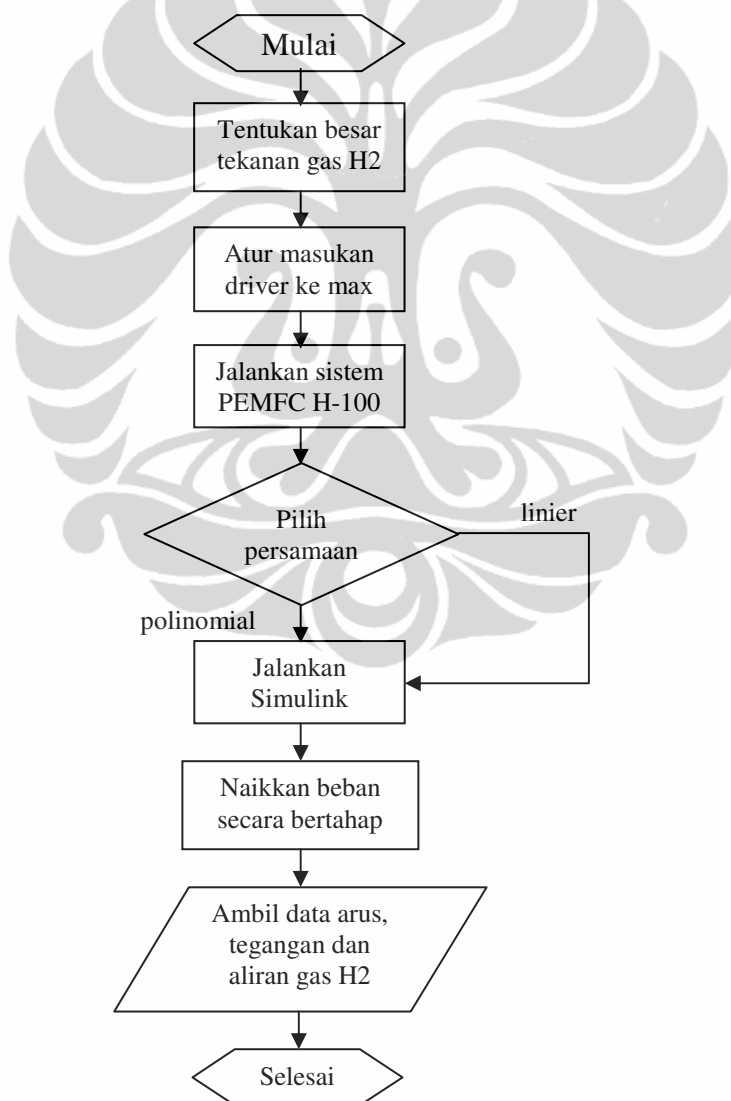 Mulai
Tentukan besar
tekanan gas H2
Atur masukan
driver ke max
Jalankan sistem
PEMFC H-100
Pilih
persamaan
linier
polinomial
Jalankan
Simulink
Naikkan beban
secara bertahap
Ambil data arus,
tegangan dan
aliran gas H2
Selesai